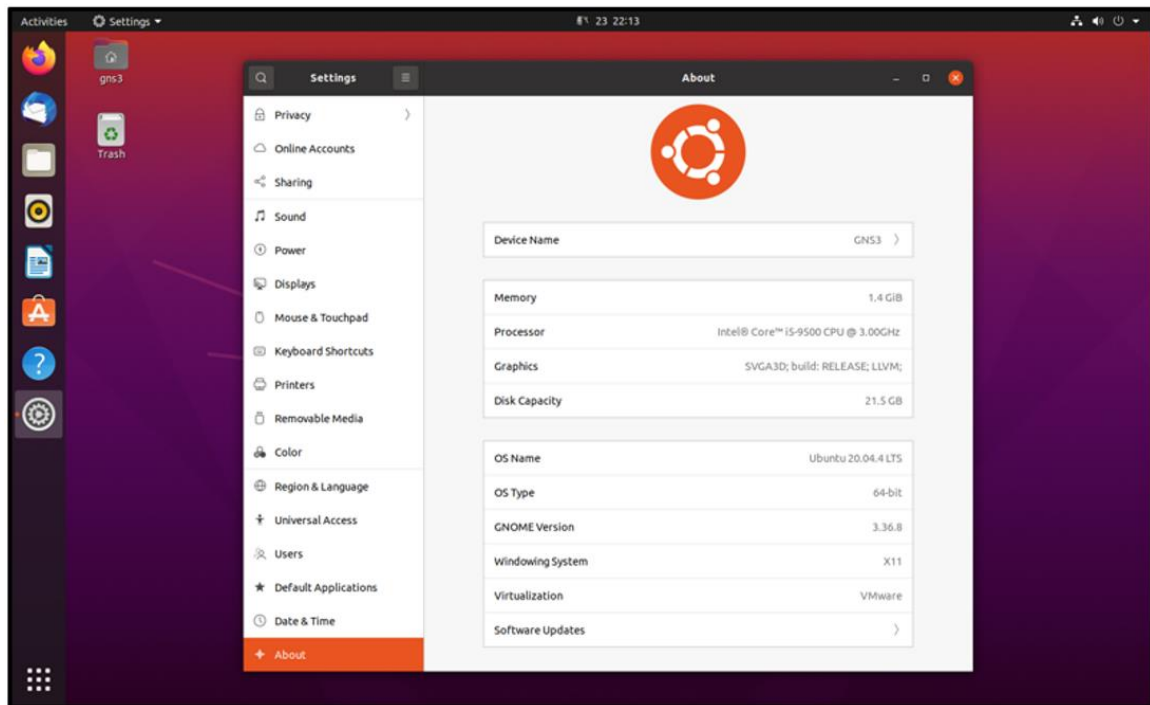 Activities Settings 23 22:13
gns3
Trash
Settings About
Privacy
Online Accounts
Sharing
Sound
Power
Displays
Mouse & Touchpad
Keyboard Shortcuts
Printers
Removable Media
Color
Region & Language
Universal Access
Users
Default Applications
Date & Time
About
Device Name GNS3
Memory 1.4 GiB
Processor Intel® Core™ i5-9500 CPU @ 3.00GHz
Graphics SVGA3D; build: RELEASE; LLVM;
Disk Capacity 21.5 GB
OS Name Ubuntu 20.04.4 LTS
OS Type 64-bit
GNOME Version 3.36.8
Windowing System X11
Virtualization VMware
Software Updates